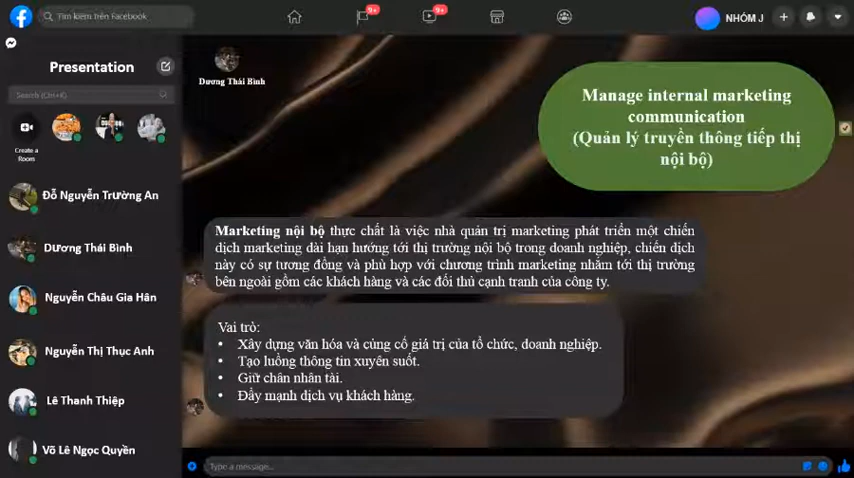 Tìm kiếm trên Facebook
9+
9+
NHÓM J
Presentation
Search (Ctrl+K)
Create a
Room
Đỗ Nguyễn Trường An
Dương Thái Bình
Nguyễn Châu Gia Hân
Nguyễn Thị Thục Anh
Lê Thanh Thiệp
Võ Lê Ngọc Quyền
Dương Thái Bình
Manage internal marketing
communication
(Quản lý truyền thông tiếp thị
nội bộ)
Marketing nội bộ thực chất là việc nhà quản trị marketing phát triển một chiến
dịch marketing dài hạn hướng tới thị trường nội bộ trong doanh nghiệp, chiến dịch
này có sự tương đồng và phù hợp với chương trình marketing nhằm tới thị trường
bên ngoài gồm các khách hàng và các đối thủ cạnh tranh của công ty.
Vai trò:
• Xây dựng văn hóa và củng cố giá trị của tổ chức, doanh nghiệp.
• Tạo luồng thông tin xuyên suốt.
• Giữ chân nhân tài.
• Đẩy mạnh dịch vụ khách hàng.
Type a message...